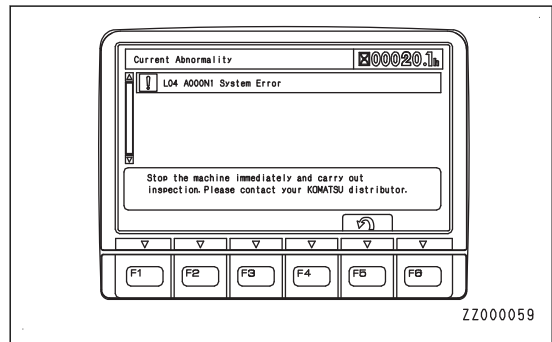 Current Abnormality 00020.1h
! L04 A000N1 System Error
Stop the machine immediately and carry out
inspection. Please contact your KOMATSU distributor.
F1 F2 F3 F4 F5 F6
ZZ000059